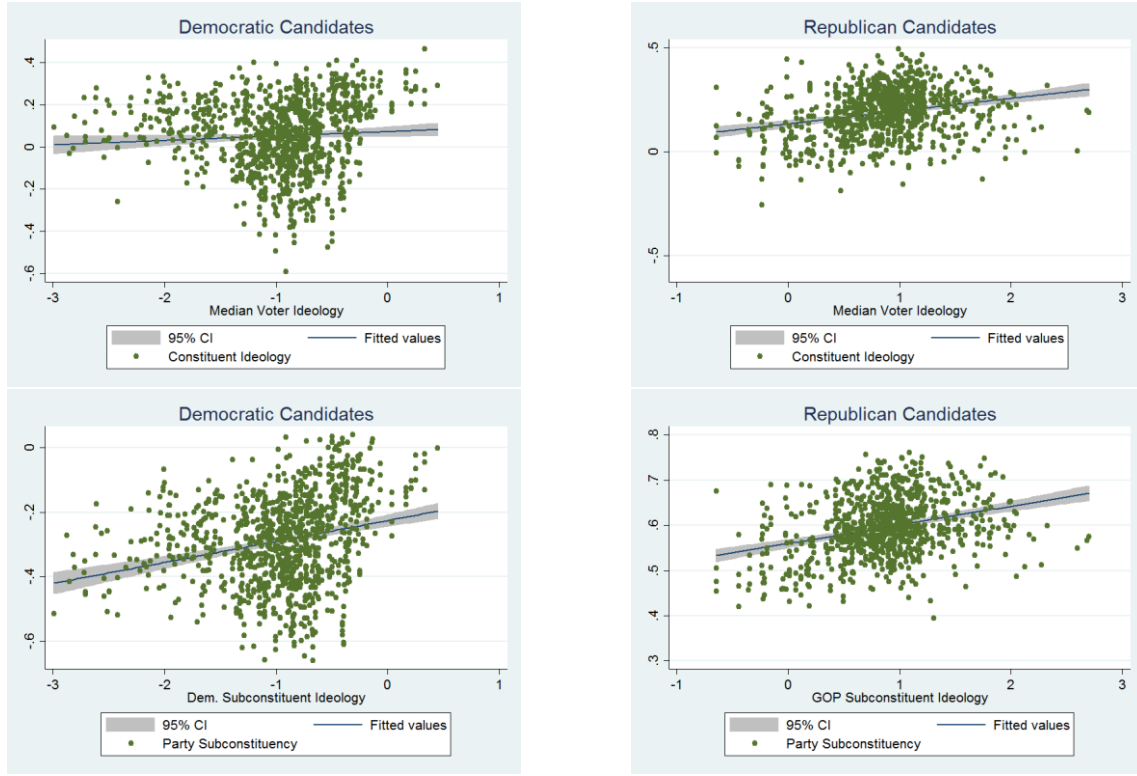 Democratic Candidates
.4
.2
0
-.2
-.4
-.6
-3
-2
-1
0
1
Median Voter Ideology
95% CI
Fitted values
Constituent Ideology
Republican Candidates
.5
0
-.5
-1
0
1
2
3
Median Voter Ideology
95% CI
Fitted values
Constituent Ideology
Democratic Candidates
0
-.2
-.4
-.6
-3
-2
-1
0
1
Dem. Subconstituent Ideology
95% CI
Fitted values
Party Subconstituency
Republican Candidates
.8
.7
.6
.5
.4
.3
-1
0
1
2
3
GOP Subconstituent Ideology
95% CI
Fitted values
Party Subconstituency